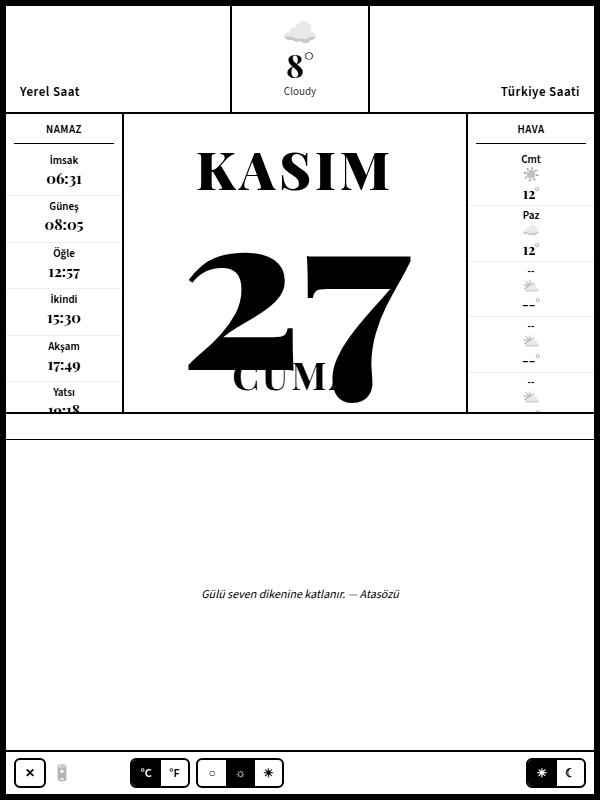 8°
Cloudy
Yerel Saat
Türkiye Saati
NAMAZ
İmsak
06:31
Güneş
08:05
Öğle
12:57
İkindi
15:30
Akşam
17:49
Yatsı
KASIM
27
HAVA
Cmt
12°
Paz
12°
--
--°
--
--°
--
Gülü seven dikenine katlanır. — Atasözü
✕
°C °F
○ ☼ ☀
☀ ☾